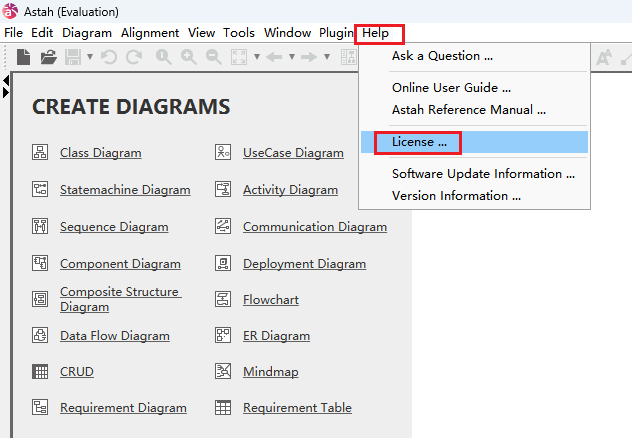 Astah (Evaluation)
File Edit Diagram Alignment View Tools Window Plugin Help
Ask a Question ...
Online User Guide ...
Astah Reference Manual ...
License ...
Software Update Information ...
Version Information ...
CREATE DIAGRAMS
Class Diagram
UseCase Diagram
Statemachine Diagram
Activity Diagram
Sequence Diagram
Communication Diagram
Component Diagram
Deployment Diagram
Composite Structure
Diagram
Flowchart
Data Flow Diagram
ER Diagram
CRUD
Mindmap
Requirement Diagram
Requirement Table